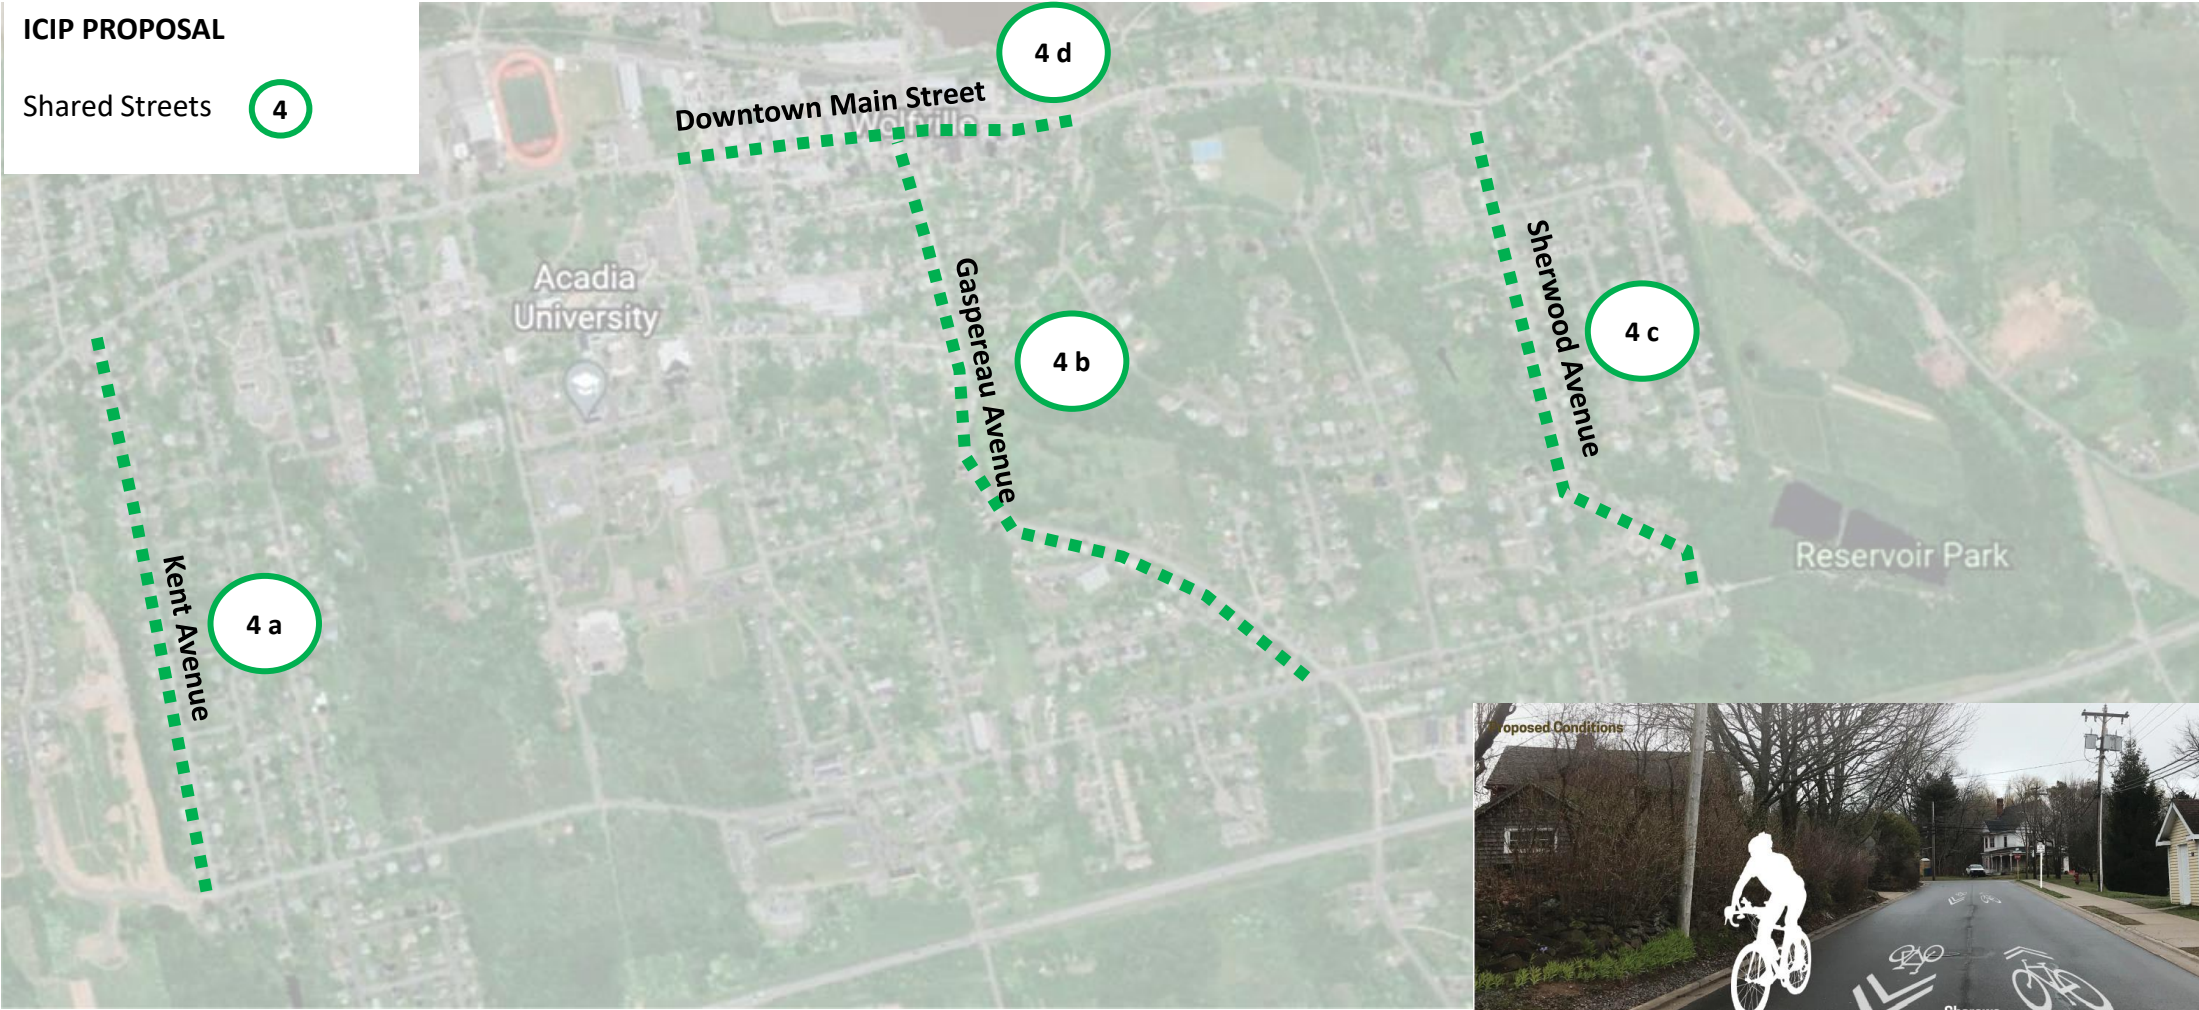 ICIP PROPOSAL
Shared Streets 4
4 d
Downtown Main Street
Wolfville
Acadia
University
Gaspereau Avenue
4 b
Sherwood Avenue
4 c
Reservoir Park
Kent Avenue
4 a
Proposed Conditions